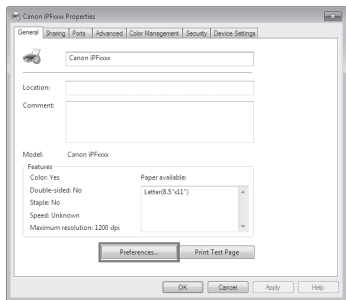 Canon iPFxxxx Properties
General Sharing Ports Advanced Color Management Security Device Settings
Canon iPFxxxx
Location:
Comment:
Model: Canon iPFxxxx
Features
Color: Yes
Paper available:
Double-sided: No
Letter(8.5"x11")
Staple: No
Speed: Unknown
Maximum resolution: 1200 dpi
Preferences... Print Test Page
OK Cancel Apply Help